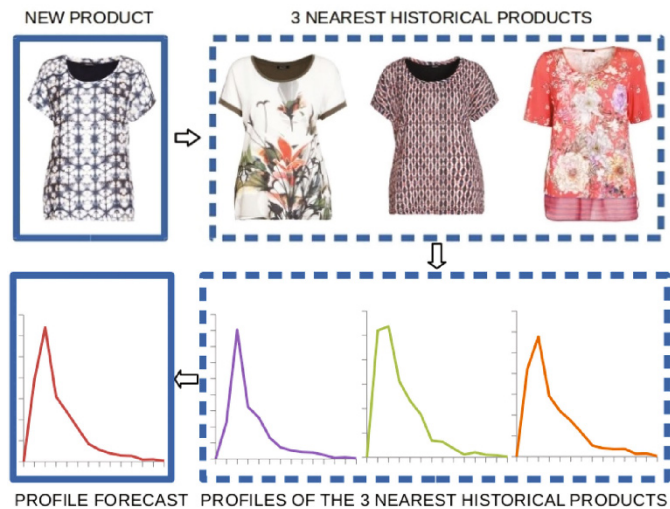 NEW PRODUCT
3 NEAREST HISTORICAL PRODUCTS
PROFILE FORECAST
PROFILES OF THE 3 NEAREST HISTORICAL PRODUCTS